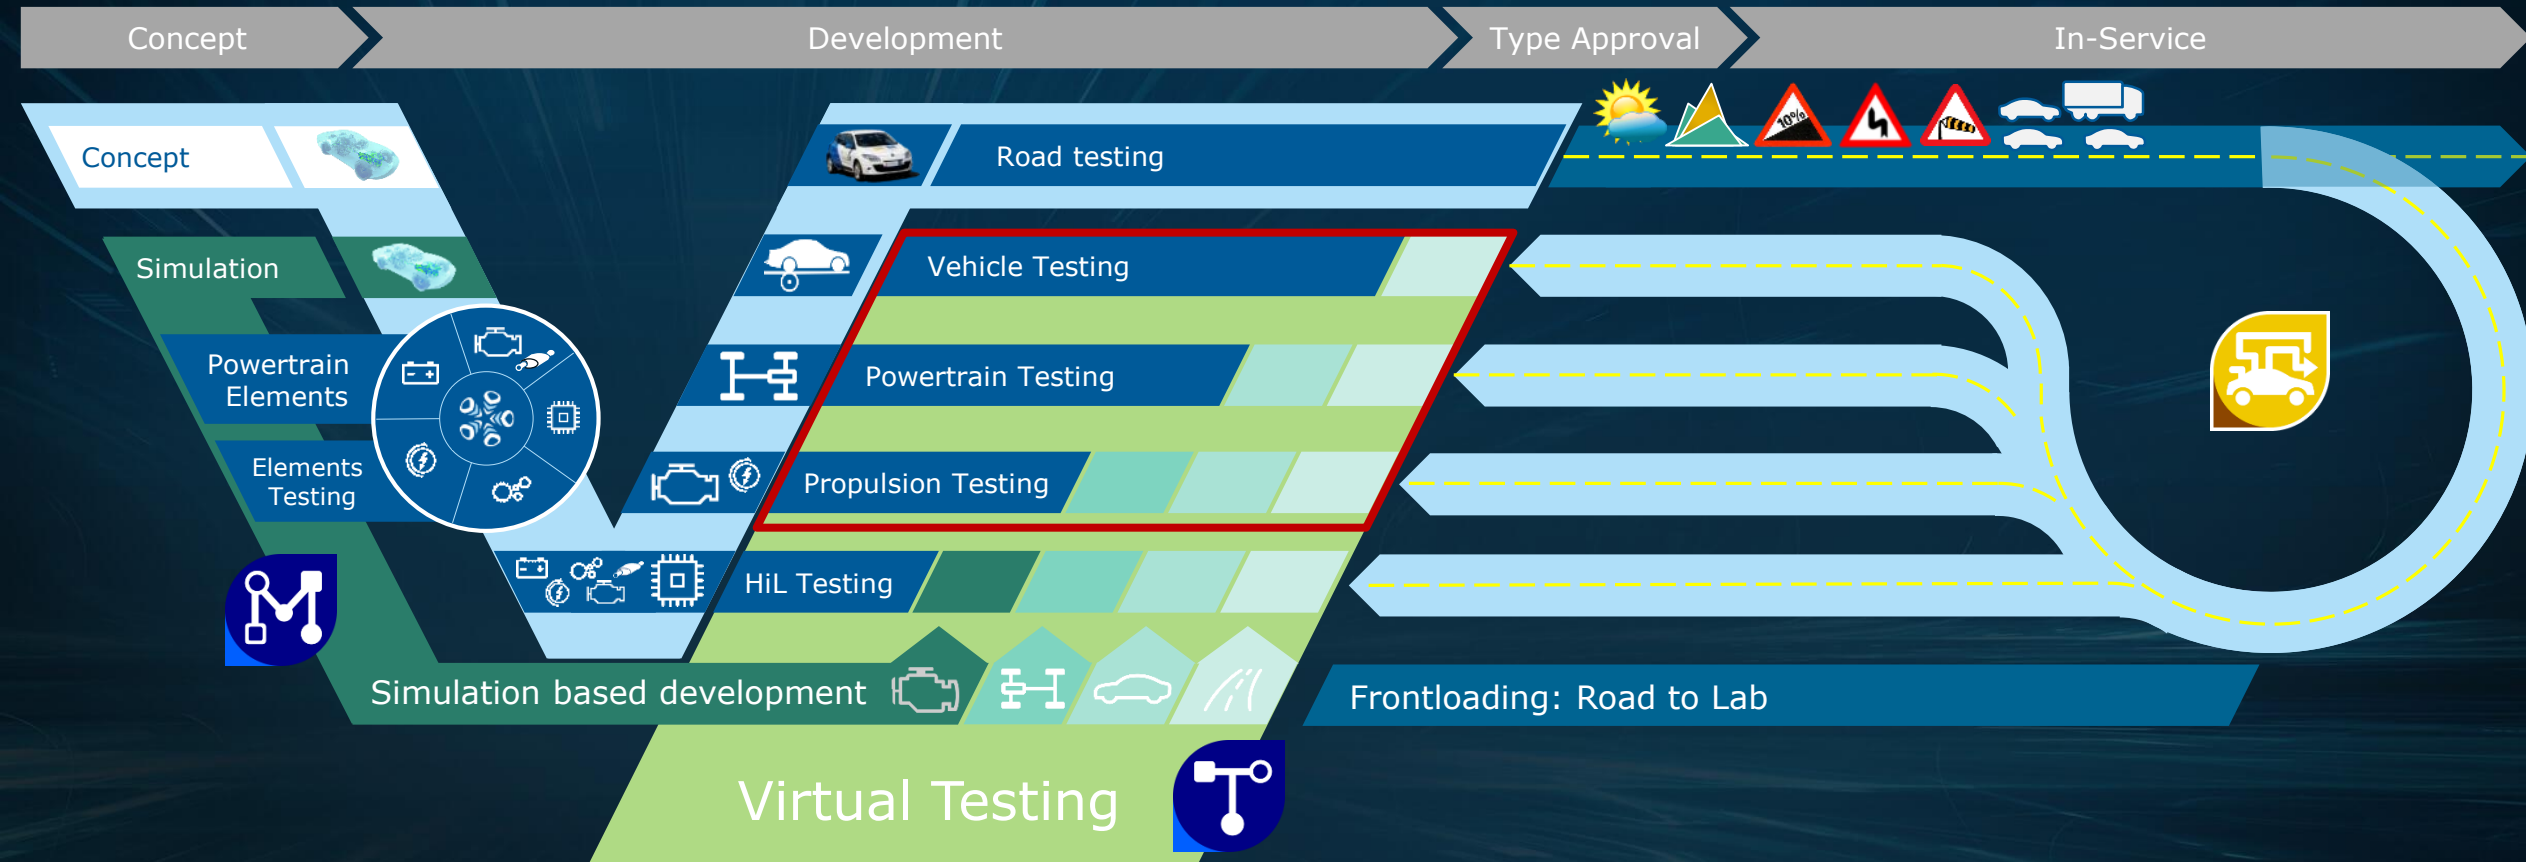 Concept
Development
Type Approval
In-Service
Concept
Road testing
10%
Simulation
Vehicle Testing
Powertrain
Elements
Powertrain Testing
Elements
Testing
Propulsion Testing
HiL Testing
Simulation based development
Frontloading: Road to Lab
Virtual Testing